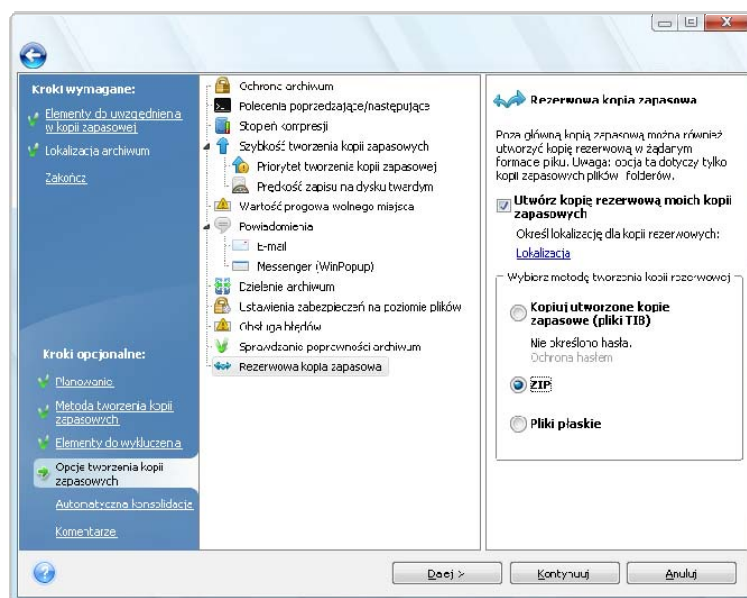 Kroki wymagane:
Elementy do uwzględnienia
w kopii zapasowej
Lokalizacja archiwum
Zakończ
Kroki opcjonalne:
Planowanie
Metoda tworzenia kopii
zapasowych
Elementy do wykluczenia
Opcje tworzenia kopii
zapasowych
Automatyczna konsolidacja
Komentarze
Ochrona archiwum
Polecenia poprzedzające/następujące
Stopień kompresji
Szybkość tworzenia kopii zapasowych
Priorytet tworzenia kopii zapasowej
Prędkość zapisu na dysku twardym
Wartość progowa wolnego miejsca
Powiadomienia
E-mail
Messenger (WinPopup)
Dzielenie archiwum
Ustawienia zabezpieczeń na poziomie plików
Obsługa błędów
Sprawdzanie poprawności archiwum
Rezerwowa kopia zapasowa
Rezerwowa kopia zapasowa
Poza główną kopią zapasową można również
utworzyć kopię rezerwową w żądanym
formacie pliku. Uwaga: opcja ta dotyczy tylko
kopii zapasowych plików i folderów.
Utwórz kopię rezerwową moich kopii
zapasowych
Określ lokalizację dla kopii rezerwowych:
Lokalizacja
Wybierz metodę tworzenia kopii rezerwowej
Kopiuj utworzone kopie
zapasowe (pliki TIB)
Nie określono hasła.
Ochrona hasłem
ZIP
Pliki płaskie
Dalej >
Kontynuuj
Anuluj